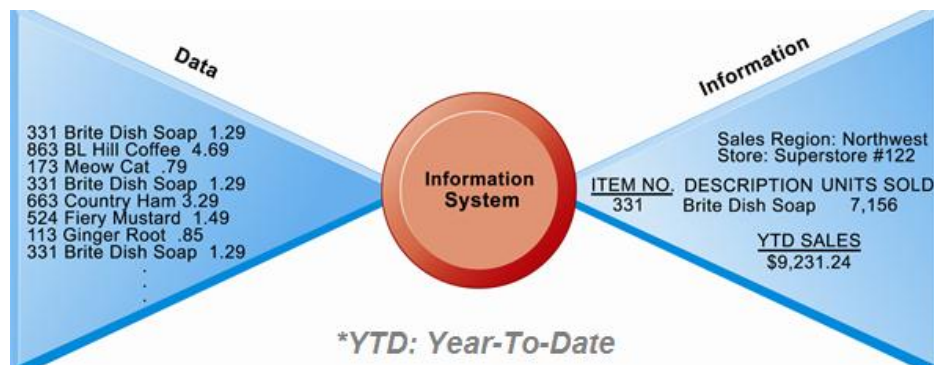 Data
331 Brite Dish Soap 1.29
863 BL Hill Coffee 4.69
173 Meow Cat .79
331 Brite Dish Soap 1.29
663 Country Ham 3.29
524 Fiery Mustard 1.49
113 Ginger Root .85
331 Brite Dish Soap 1.29
.
.
.
Information
System
Information
Sales Region: Northwest
Store: Superstore #122
ITEM NO. DESCRIPTION UNITS SOLD
331 Brite Dish Soap 7,156
YTD SALES
$9,231.24
*YTD: Year-To-Date